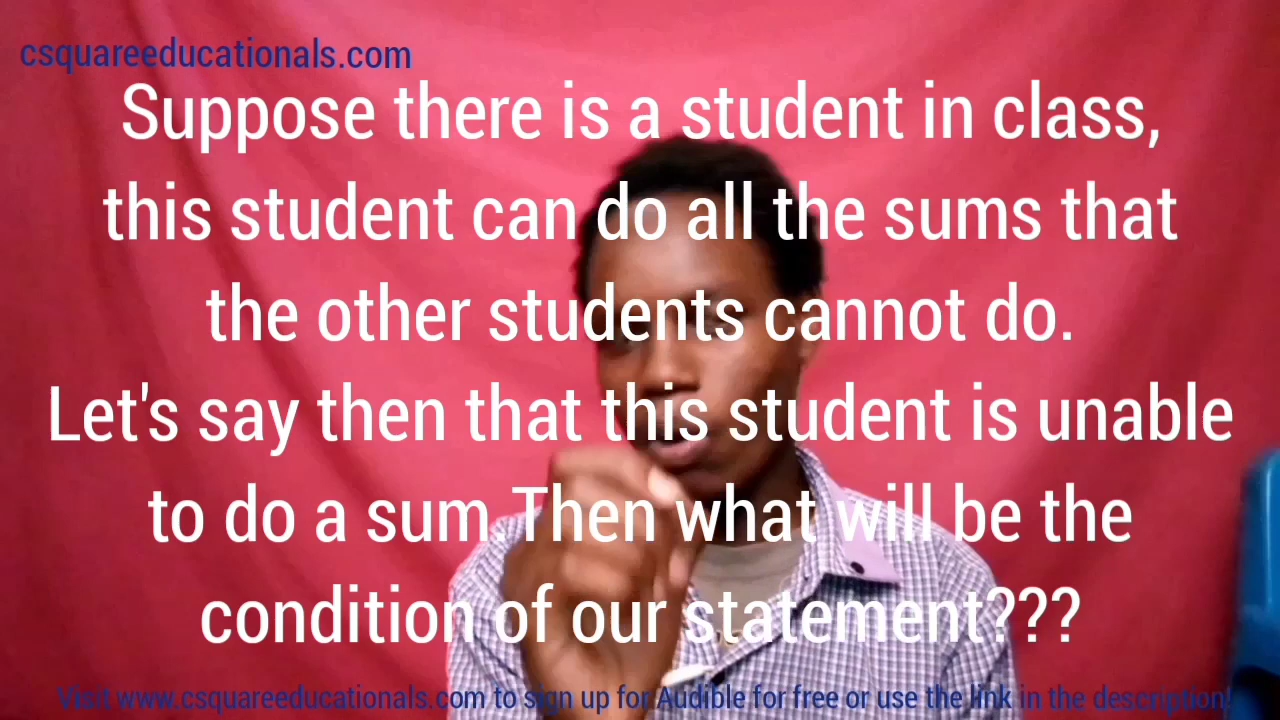 csquareeducationals.com
Suppose there is a student in class,
this student can do all the sums that
the other students cannot do.
Let's say then that this student is unable
to do a sum.Then what will be the
condition of our statement???
Visit www.csquareeducationals.com to sign up for Audible for free or use the link in the description!